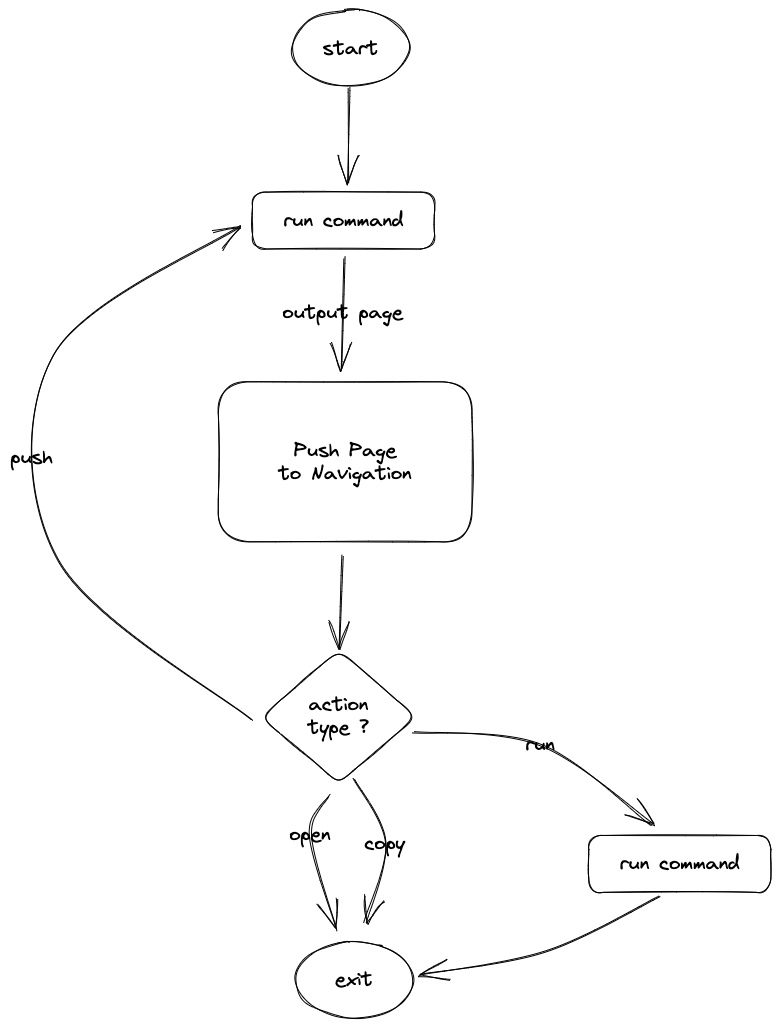 start
run command
output page
Push Page
to Navigation
push
action
type ?
run
open
copy
run command
exit